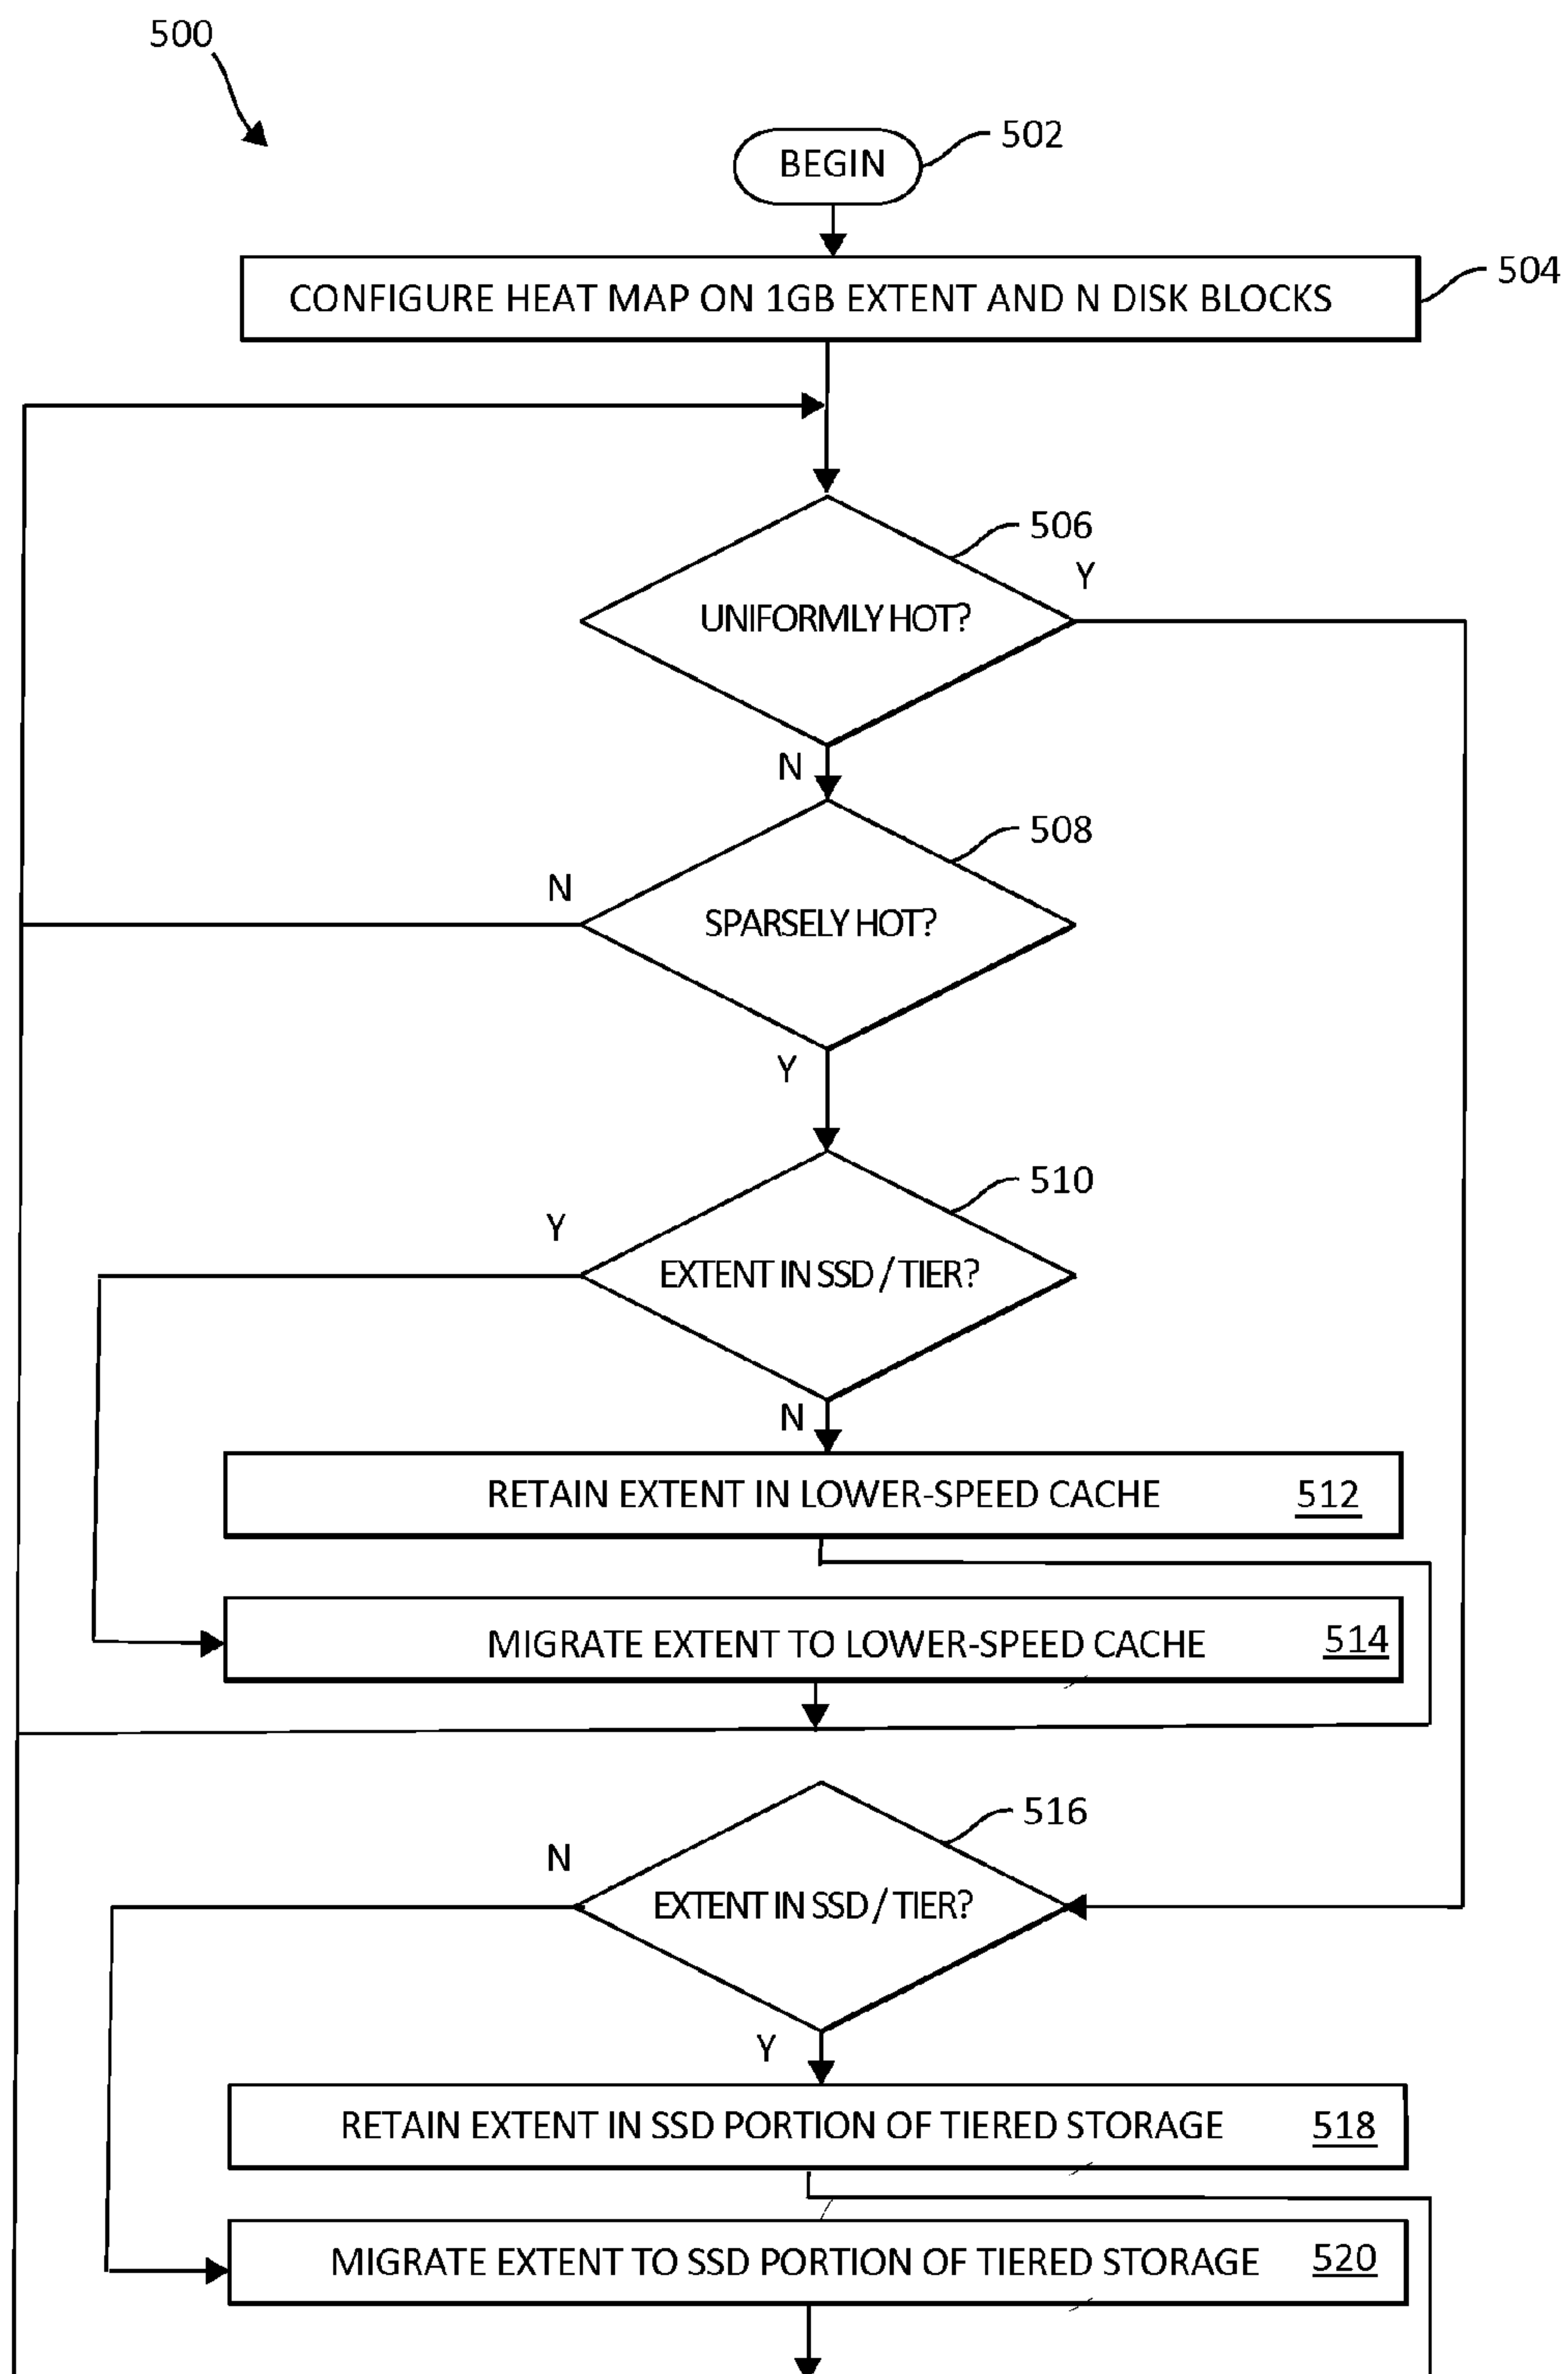 500
BEGIN
502
CONFIGURE HEAT MAP ON 1GB EXTENT AND N DISK BLOCKS
504
506
Y
UNIFORMLY HOT?
N
508
N
SPARSELY HOT?
Y
510
Y
EXTENT IN SSD / TIER?
N
RETAIN EXTENT IN LOWER-SPEED CACHE 512
MIGRATE EXTENT TO LOWER-SPEED CACHE 514
516
N
EXTENT IN SSD / TIER?
Y
RETAIN EXTENT IN SSD PORTION OF TIERED STORAGE 518
MIGRATE EXTENT TO SSD PORTION OF TIERED STORAGE 520